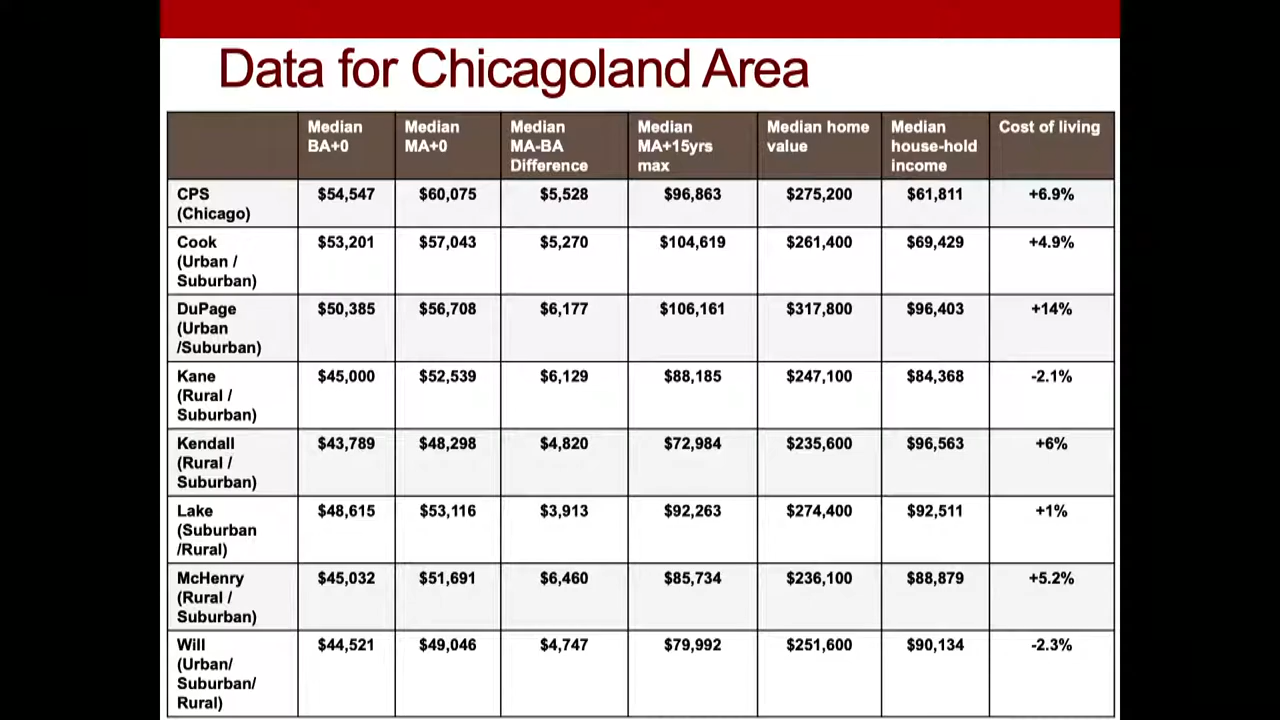 Data for Chicagoland Area
Median BA+0 Median MA+0 Median MA-BA Difference Median MA+15yrs max Median home value Median house-hold income Cost of living
CPS (Chicago) $54,547 $60,075 $5,528 $96,863 $275,200 $61,811 +6.9%
Cook (Urban / Suburban) $53,201 $57,043 $5,270 $104,619 $261,400 $69,429 +4.9%
DuPage (Urban /Suburban) $50,385 $56,708 $6,177 $106,161 $317,800 $96,403 +14%
Kane (Rural / Suburban) $45,000 $52,539 $6,129 $88,185 $247,100 $84,368 -2.1%
Kendall (Rural / Suburban) $43,789 $48,298 $4,820 $72,984 $235,600 $96,563 +6%
Lake (Suburban /Rural) $48,615 $53,116 $3,913 $92,263 $274,400 $92,511 +1%
McHenry (Rural / Suburban) $45,032 $51,691 $6,460 $85,734 $236,100 $88,879 +5.2%
Will (Urban/ Suburban/ Rural) $44,521 $49,046 $4,747 $79,992 $251,600 $90,134 -2.3%